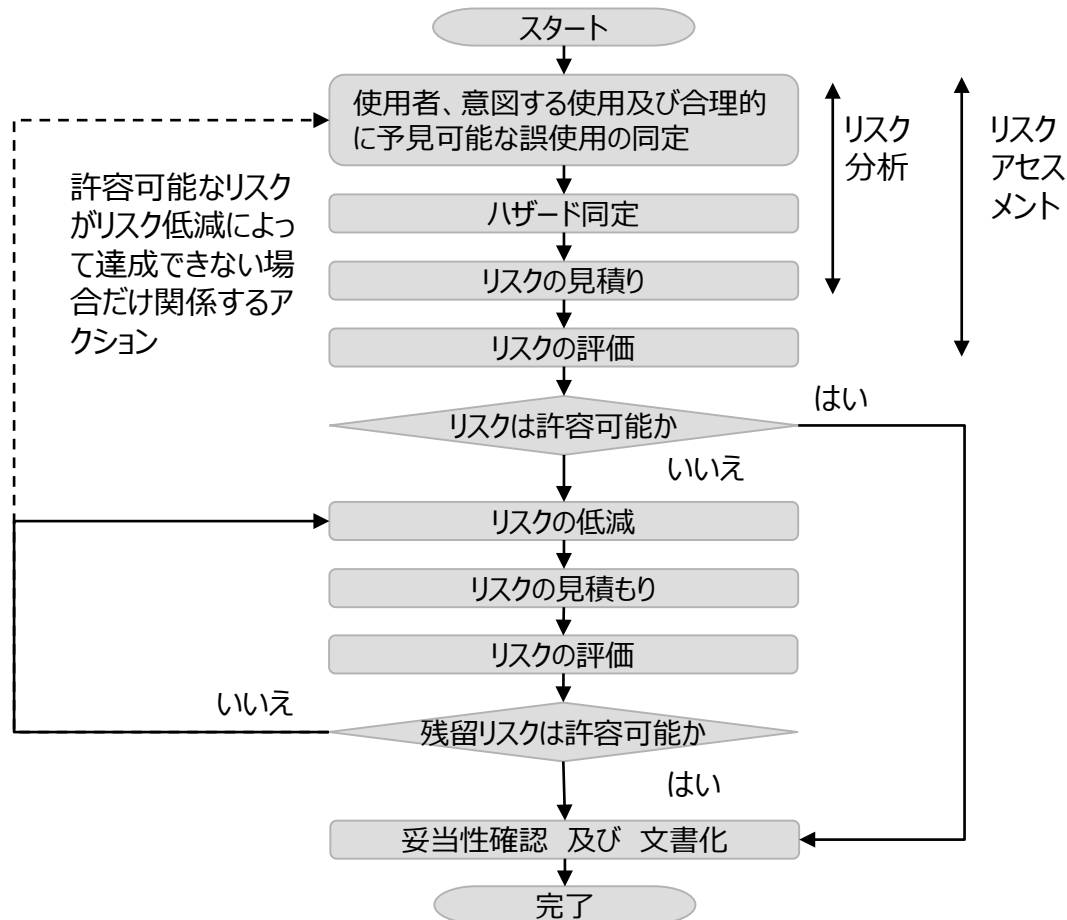 スタート
使用者、意図する使用及び合理的
に予見可能な誤使用の同定
リスク
分析
リスク
アセス
メント
許容可能なリスク
がリスク低減によっ
て達成できない場
合だけ関係するア
クション
ハザード同定
リスクの見積り
リスクの評価
はい
リスクは許容可能か
いいえ
リスクの低減
リスクの見積もり
リスクの評価
いいえ
残留リスクは許容可能か
はい
妥当性確認 及び 文書化
完了